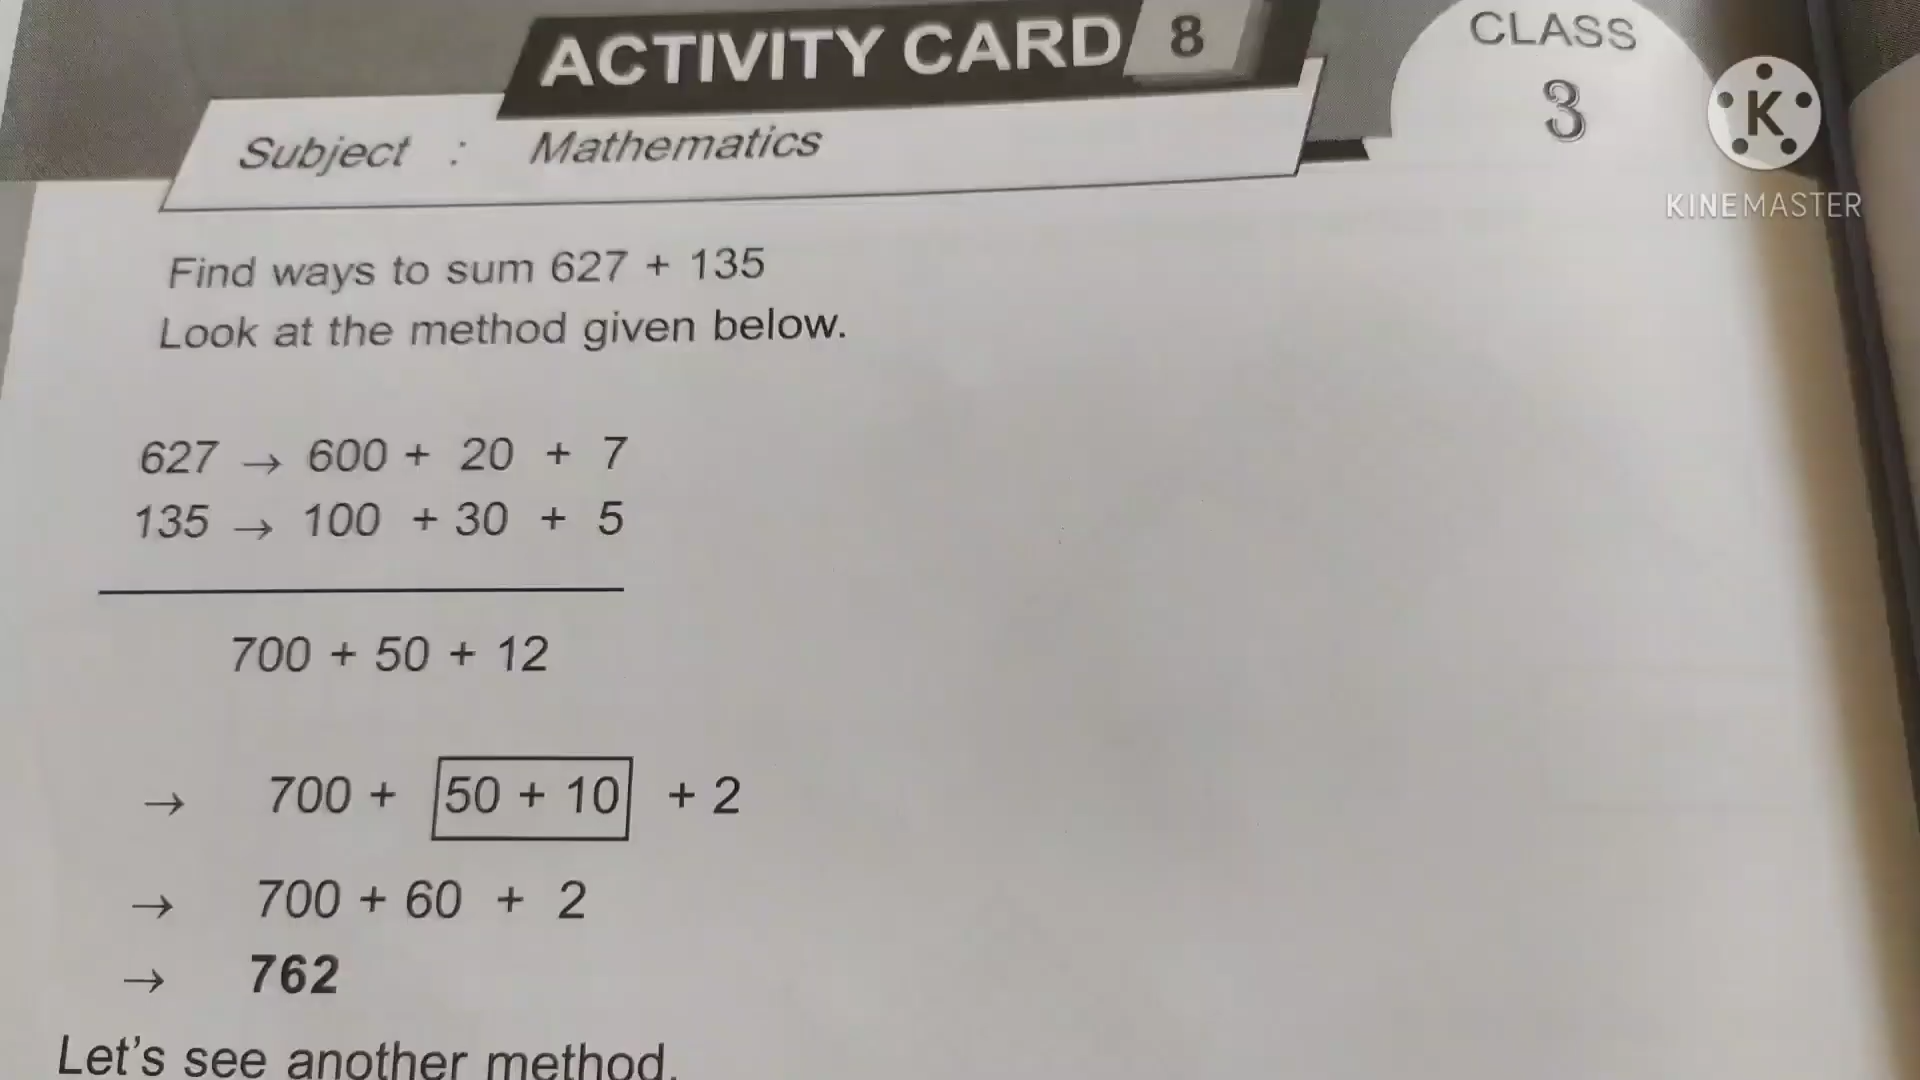 ACTIVITY CARD 8
CLASS
3
K
KINEMASTER
Subject : Mathematics
Find ways to sum 627 + 135
Look at the method given below.
627 → 600 + 20 + 7
135 → 100 + 30 + 5
700 + 50 + 12
→ 700 + 50 + 10 + 2
→ 700 + 60 + 2
→ 762
Let's see another method.